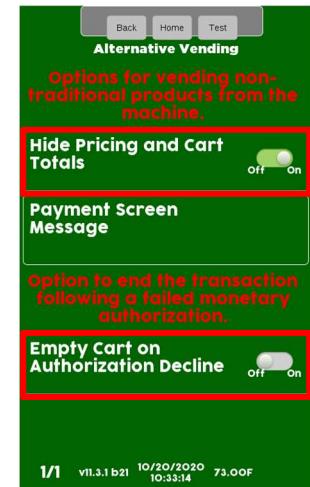 Back Home Test
Alternative Vending
Options for vending non-
traditional products from the
machine.
Hide Pricing and Cart
Totals
Off On
Payment Screen
Message
Option to end the transaction
following a failed monetary
authorization.
Empty Cart on
Authorization Decline
Off On
1/1 v11.3.1 b21 10/20/2020 10:33:14 73.00F